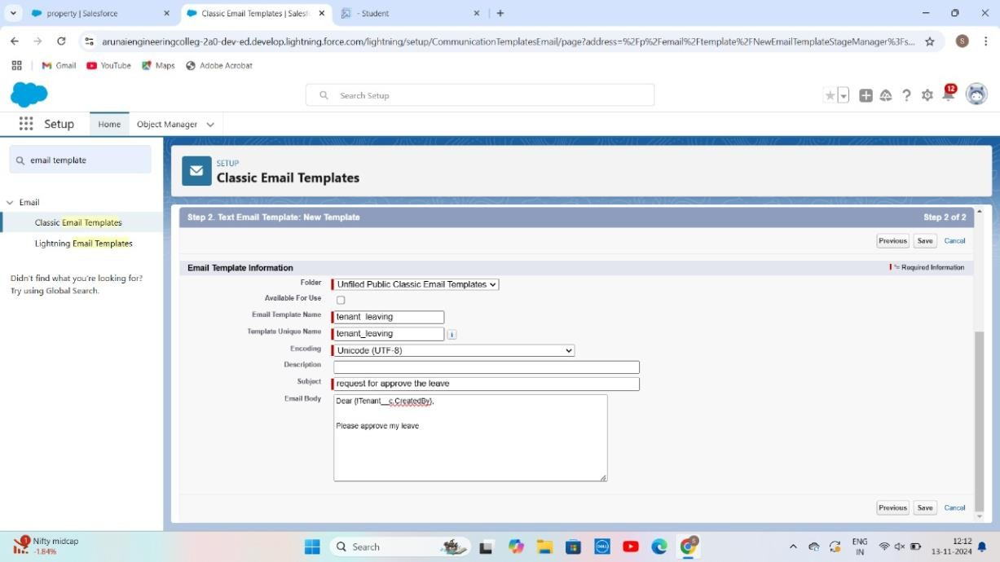 property | Salesforce
Classic Email Templates | Salesf
- Student
arunaiengineeringcolleg-2a0-dev-ed.develop.lightning.force.com/lightning/setup/CommunicationTemplatesEmail/page?address=%2Fp%2Femail%2Ftemplate%2FNewEmailTemplateStageManager%3Fs...
S
Gmail
YouTube
Maps
Adobe Acrobat
Search Setup
12
Setup
Home
Object Manager
email template
Email
Classic Email Templates
Lightning Email Templates
Didn't find what you're looking for?
Try using Global Search.
SETUP
Classic Email Templates
Step 2. Text Email Template: New Template
Step 2 of 2
Previous
Save
Cancel
Email Template Information
= Required Information
Folder
Unfiled Public Classic Email Templates
Available For Use
Email Template Name
tenant leaving
Template Unique Name
tenant_leaving
i
Encoding
Unicode (UTF-8)
Description
Subject
request for approve the leave
Email Body
Dear {!Tenant__c.CreatedBy},
Please approve my leave
Previous
Save
Cancel
1
Nifty midcap
-1.84%
Search
DELL
S
ENG
IN
12:12
13-11-2024